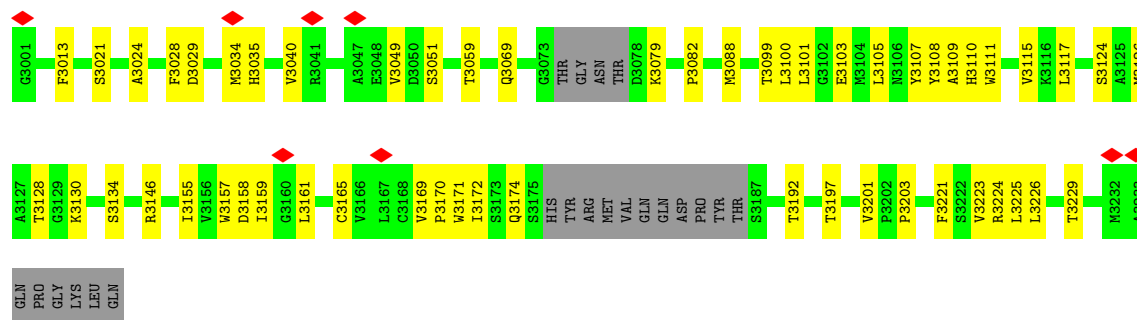 G3001 F3013 S3021 A3024 F3028 D3029 M3034 H3035 V3040 R3041 A3047 E3048 V3049 D3050 S3051 T3059 Q3069 G3073 THR GLY ASN THR D3078 K3079 P3082 M3088 T3099 L3100 L3101 G3102 E3103 M3104 L3105 N3106 Y3107 Y3108 A3109 H3110 W3111 V3115 K3116 L3117 S3124 A3125
A3127 T3128 G3129 K3130 S3134 R3146 I3155 V3156 W3157 D3158 I3159 G3160 L3161 C3165 V3166 L3167 C3168 V3169 P3170 W3171 I3172 S3173 Q3174 S3175 HIS TYR ARG MET VAL GLN GLN ASP PRO TYR THR S3187 T3192 T3197 V3201 P3202 P3203 F3221 S3222 V3223 R3224 L3225 L3226 T3229 M3232
GLN PRO GLY LYS LEU GLN